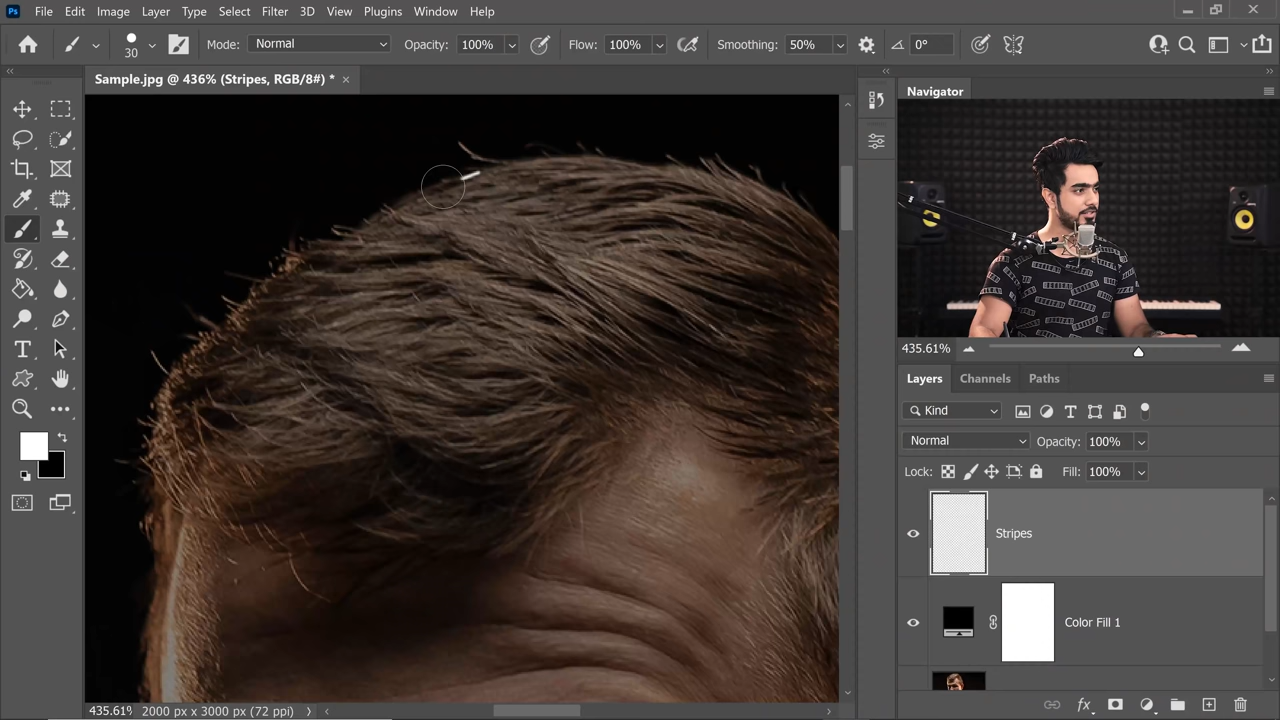 Ps File Edit Image Layer Type Select Filter 3D View Plugins Window Help
30 Mode: Normal Opacity: 100% Flow: 100% Smoothing: 50% 0°
Sample.jpg @ 436% (Stripes, RGB/8#) *
Navigator
435.61%
Layers Channels Paths
Kind
Normal Opacity: 100%
Lock: Fill: 100%
Stripes
Color Fill 1
fx
435.61% 2000 px x 3000 px (72 ppi)